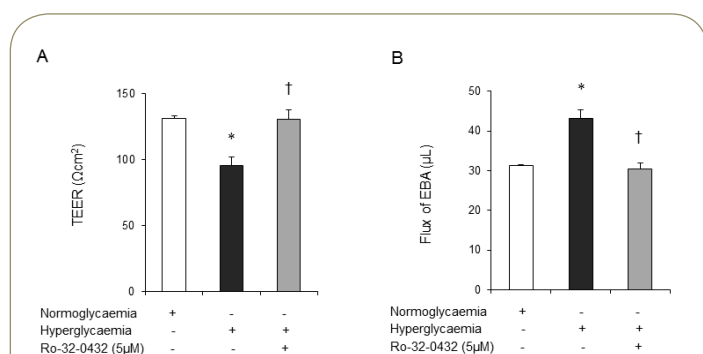 A
B
150
100
50
0
TEER (Ωcm²)
*
†
Normoglycaemia + - -
Hyperglycaemia - + +
Ro-32-0432 (5µM) - - +
50
40
30
20
10
0
Flux of EBA (µL)
*
†
Normoglycaemia + - -
Hyperglycaemia - + +
Ro-32-0432 (5µM) - - +